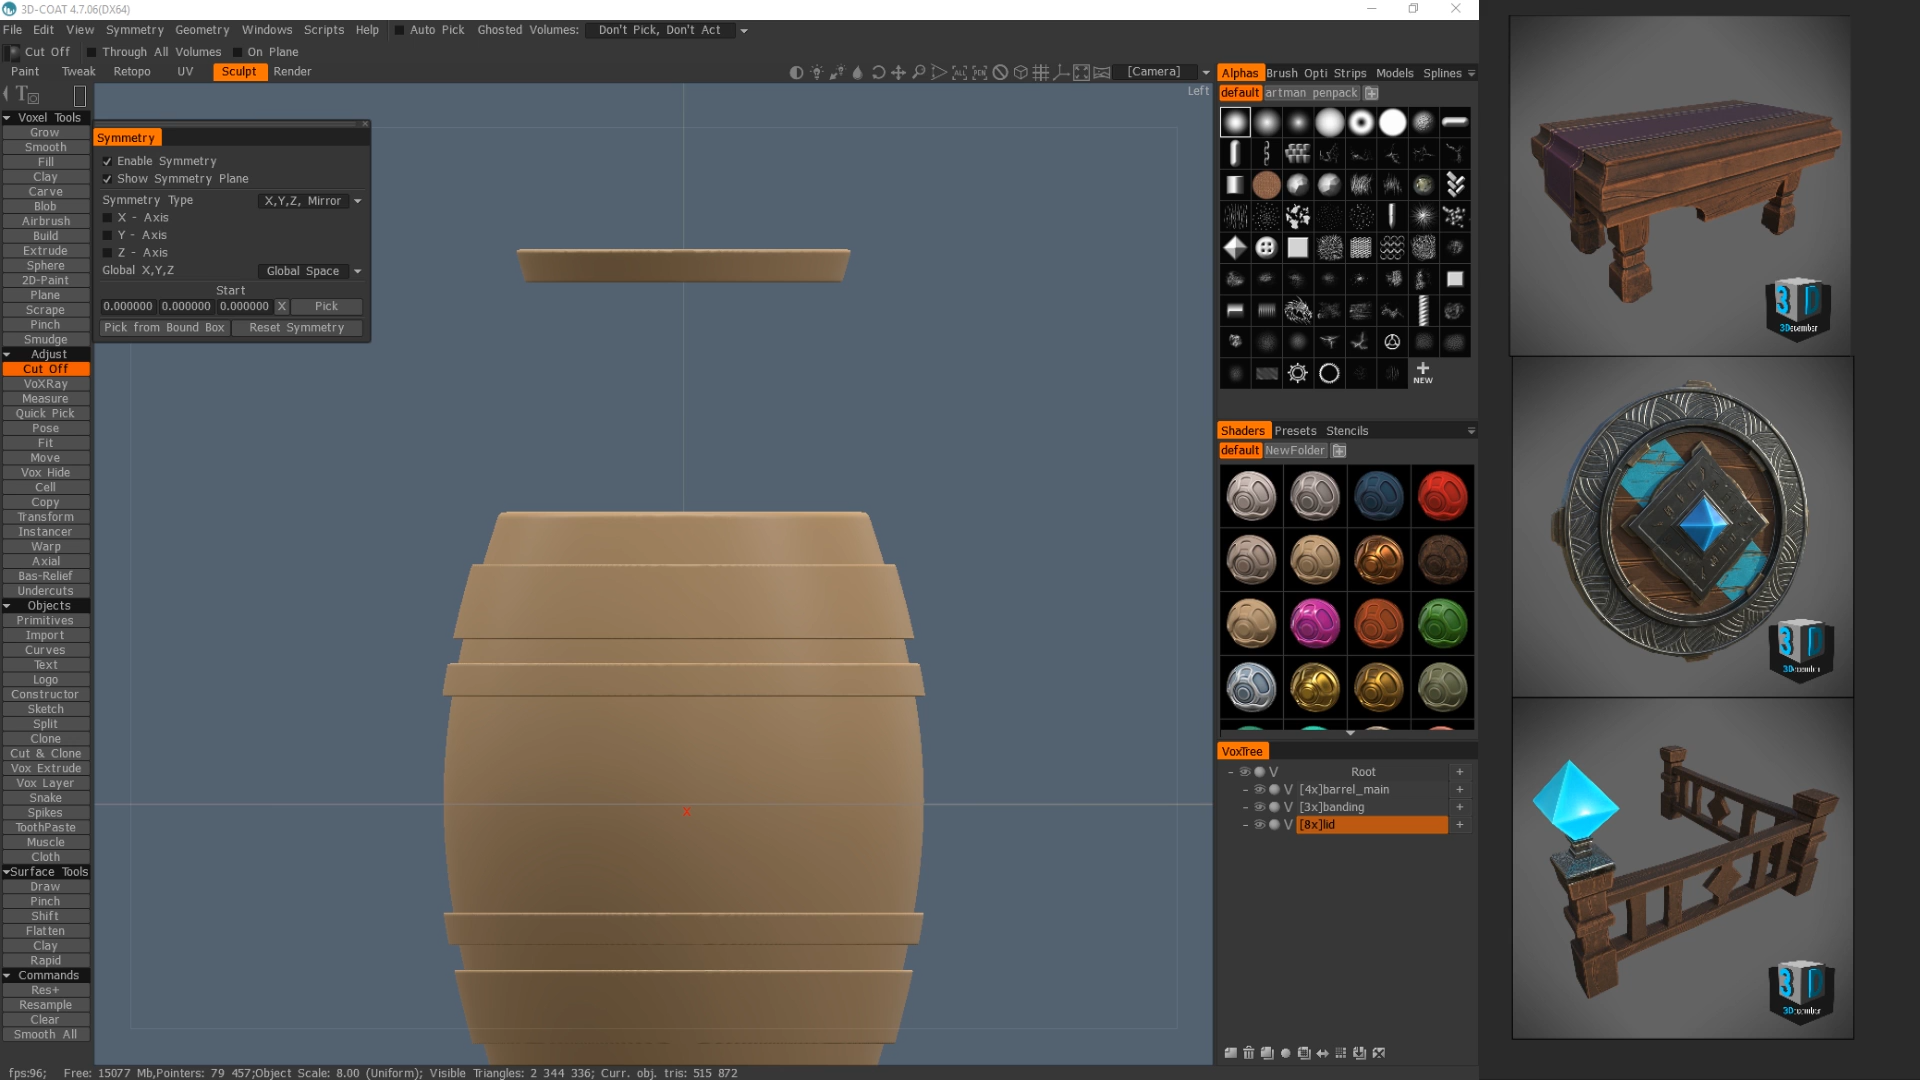 3D-COAT 4.7.06(DX64)
File Edit View Symmetry Geometry Windows Scripts Help Auto Pick Ghosted Volumes: Don't Pick, Don't Act
Cut Off Through All Volumes On Plane
Paint Tweak Retopo UV Sculpt Render [Camera]
Left
Voxel Tools
Grow
Smooth
Fill
Clay
Carve
Blob
Airbrush
Build
Extrude
Sphere
2D-Paint
Plane
Scrape
Pinch
Smudge
Adjust
Cut Off
VoXRay
Measure
Quick Pick
Pose
Fit
Move
Vox Hide
Cell
Copy
Transform
Instancer
Warp
Axial
Bas-Relief
Undercuts
Objects
Primitives
Import
Curves
Text
Logo
Constructor
Sketch
Split
Clone
Cut & Clone
Vox Extrude
Vox Layer
Snake
Spikes
ToothPaste
Muscle
Cloth
Surface Tools
Draw
Pinch
Shift
Flatten
Clay
Rapid
Commands
Res+
Resample
Clear
Smooth All
Symmetry
Enable Symmetry
Show Symmetry Plane
Symmetry Type X,Y,Z, Mirror
X - Axis
Y - Axis
Z - Axis
Global X,Y,Z Global Space
Start
0.000000 0.000000 0.000000 X Pick
Pick from Bound Box Reset Symmetry
X
Alphas Brush Opti Strips Models Splines
default artman penpack
NEW
Shaders Presets Stencils
default NewFolder
VoxTree
V Root +
V [4x]barrel_main +
V [3x]banding +
V [8x]lid +
3D
3December
3D
3December
3D
3December
fps:96; Free: 15077 Mb,Pointers: 79 457;Object Scale: 8.00 (Uniform); Visible Triangles: 2 344 336; Curr. obj. tris: 515 872